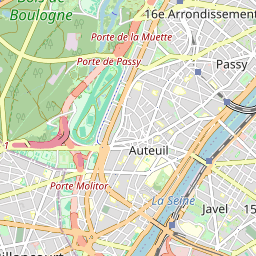 Bois de
Boulogne
16e Arrondissement
Porte de la Muette
Porte de Passy
Passy
Auteuil
Porte Molitor
La Seine
Javel
15